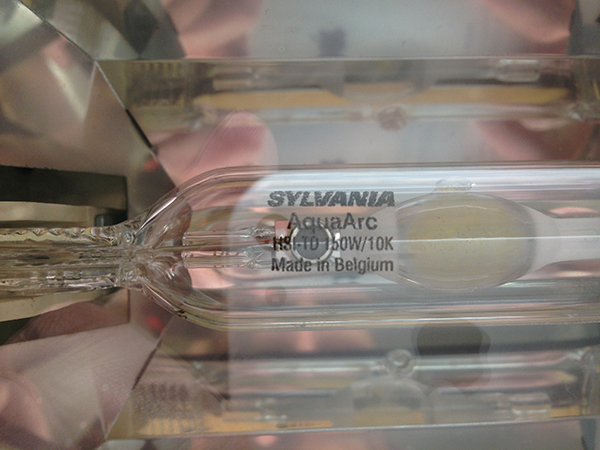 SYLVANIA
AquaArc
HSI-TD 150W/10K
Made in Belgium